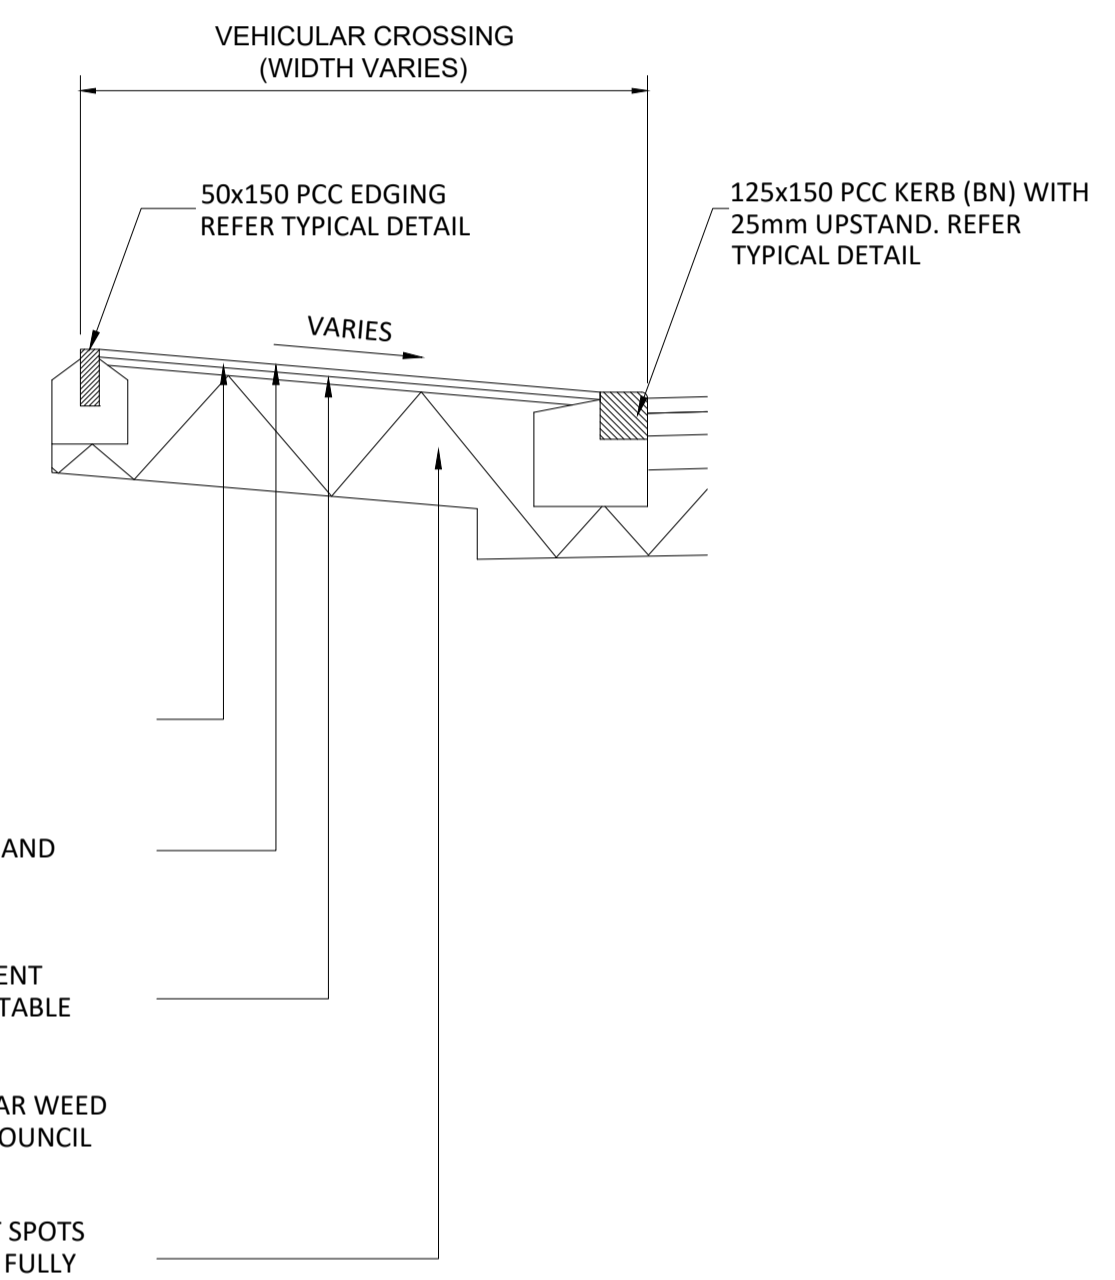 VEHICULAR CROSSING
(WIDTH VARIES)
50x150 PCC EDGING
REFER TYPICAL DETAIL
125x150 PCC KERB (BN) WITH
25mm UPSTAND. REFER
TYPICAL DETAIL
VARIES
AND
ENT
TABLE
AR WEED
OUNCIL
SPOTS
FULLY